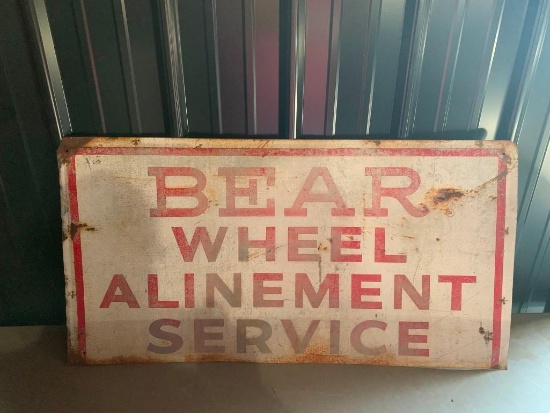 BEAR
WHEEL
ALINEMENT
SERVICE